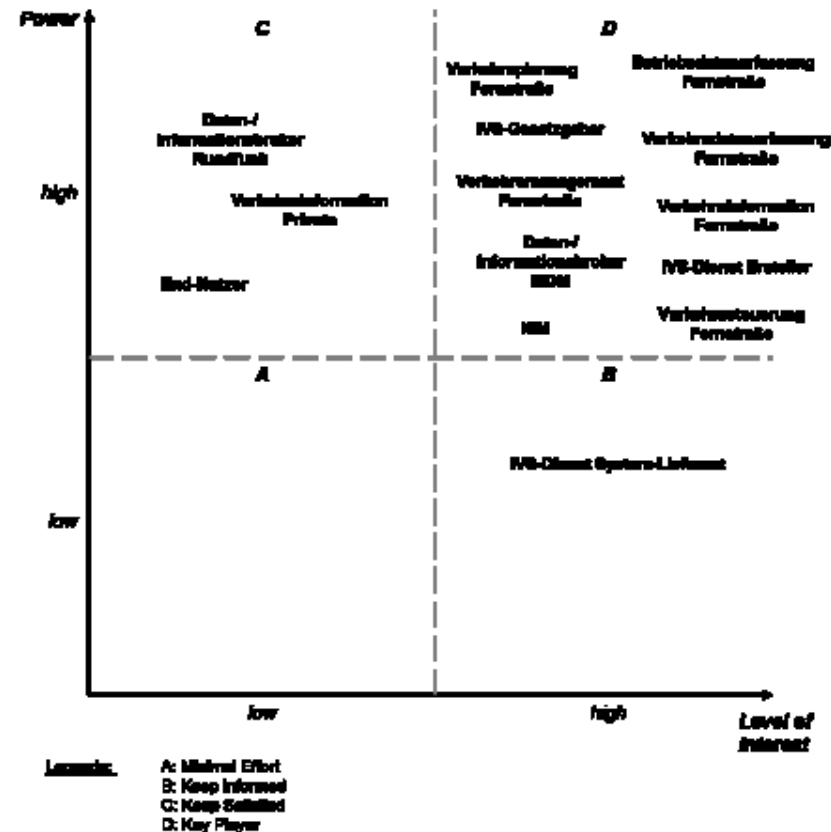 Power
C
D
Verkehrsplanung
Fernstraße
Betriebsdatenerfassung
Fernstraße
Daten-/
Informationsbroker
Rundfunk
IVS-Gesetzgeber
Verkehrsdatenerfassung
Fernstraße
high
Verkehrsinformation
Private
Verkehrsmanagement
Fernstraße
Verkehrsinformation
Fernstraße
Daten-/
Informationsbroker
MDM
IVS-Dienst Ersteller
End-Nutzer
Verkehrssteuerung
Fernstraße
A
B
IVS-Dienst System-Lieferant
low
low
high
Level of
Interest
Legende:
A: Minimal Effort
B: Keep Informed
C: Keep Satisfied
D: Key Player